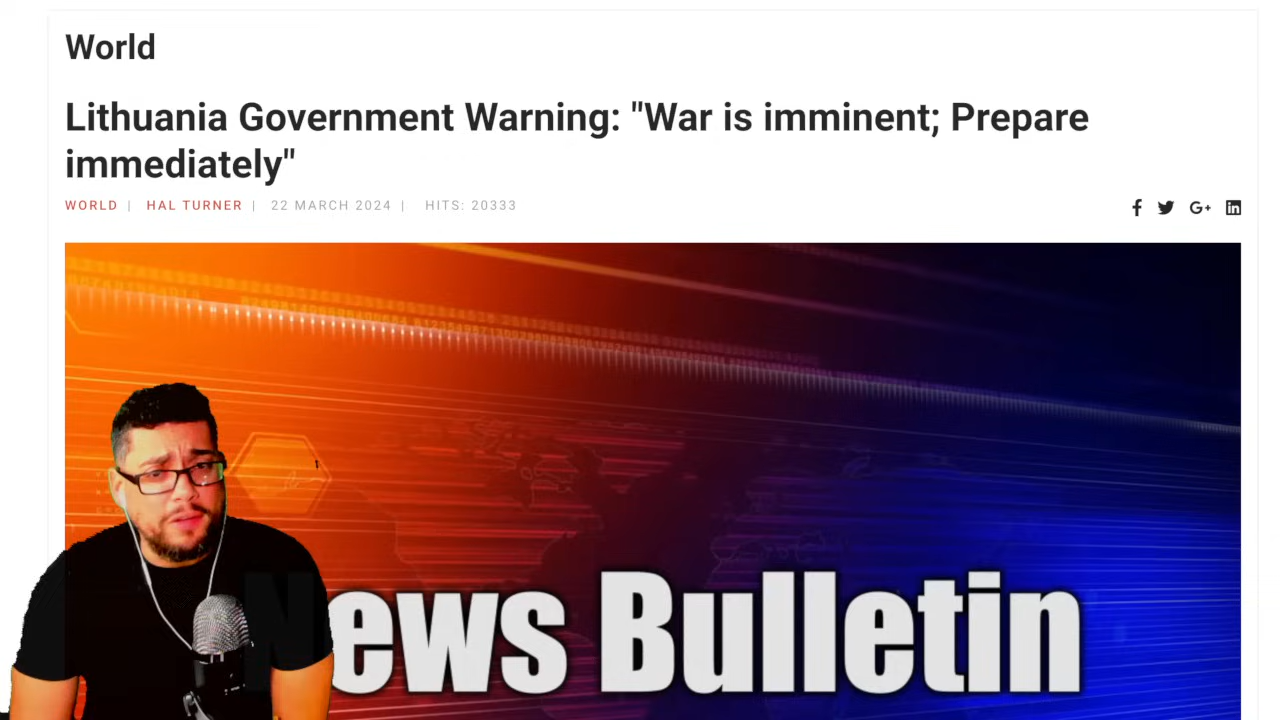 World
Lithuania Government Warning: "War is imminent; Prepare
immediately"
WORLD | HAL TURNER | 22 MARCH 2024 | HITS: 20333
News Bulletin